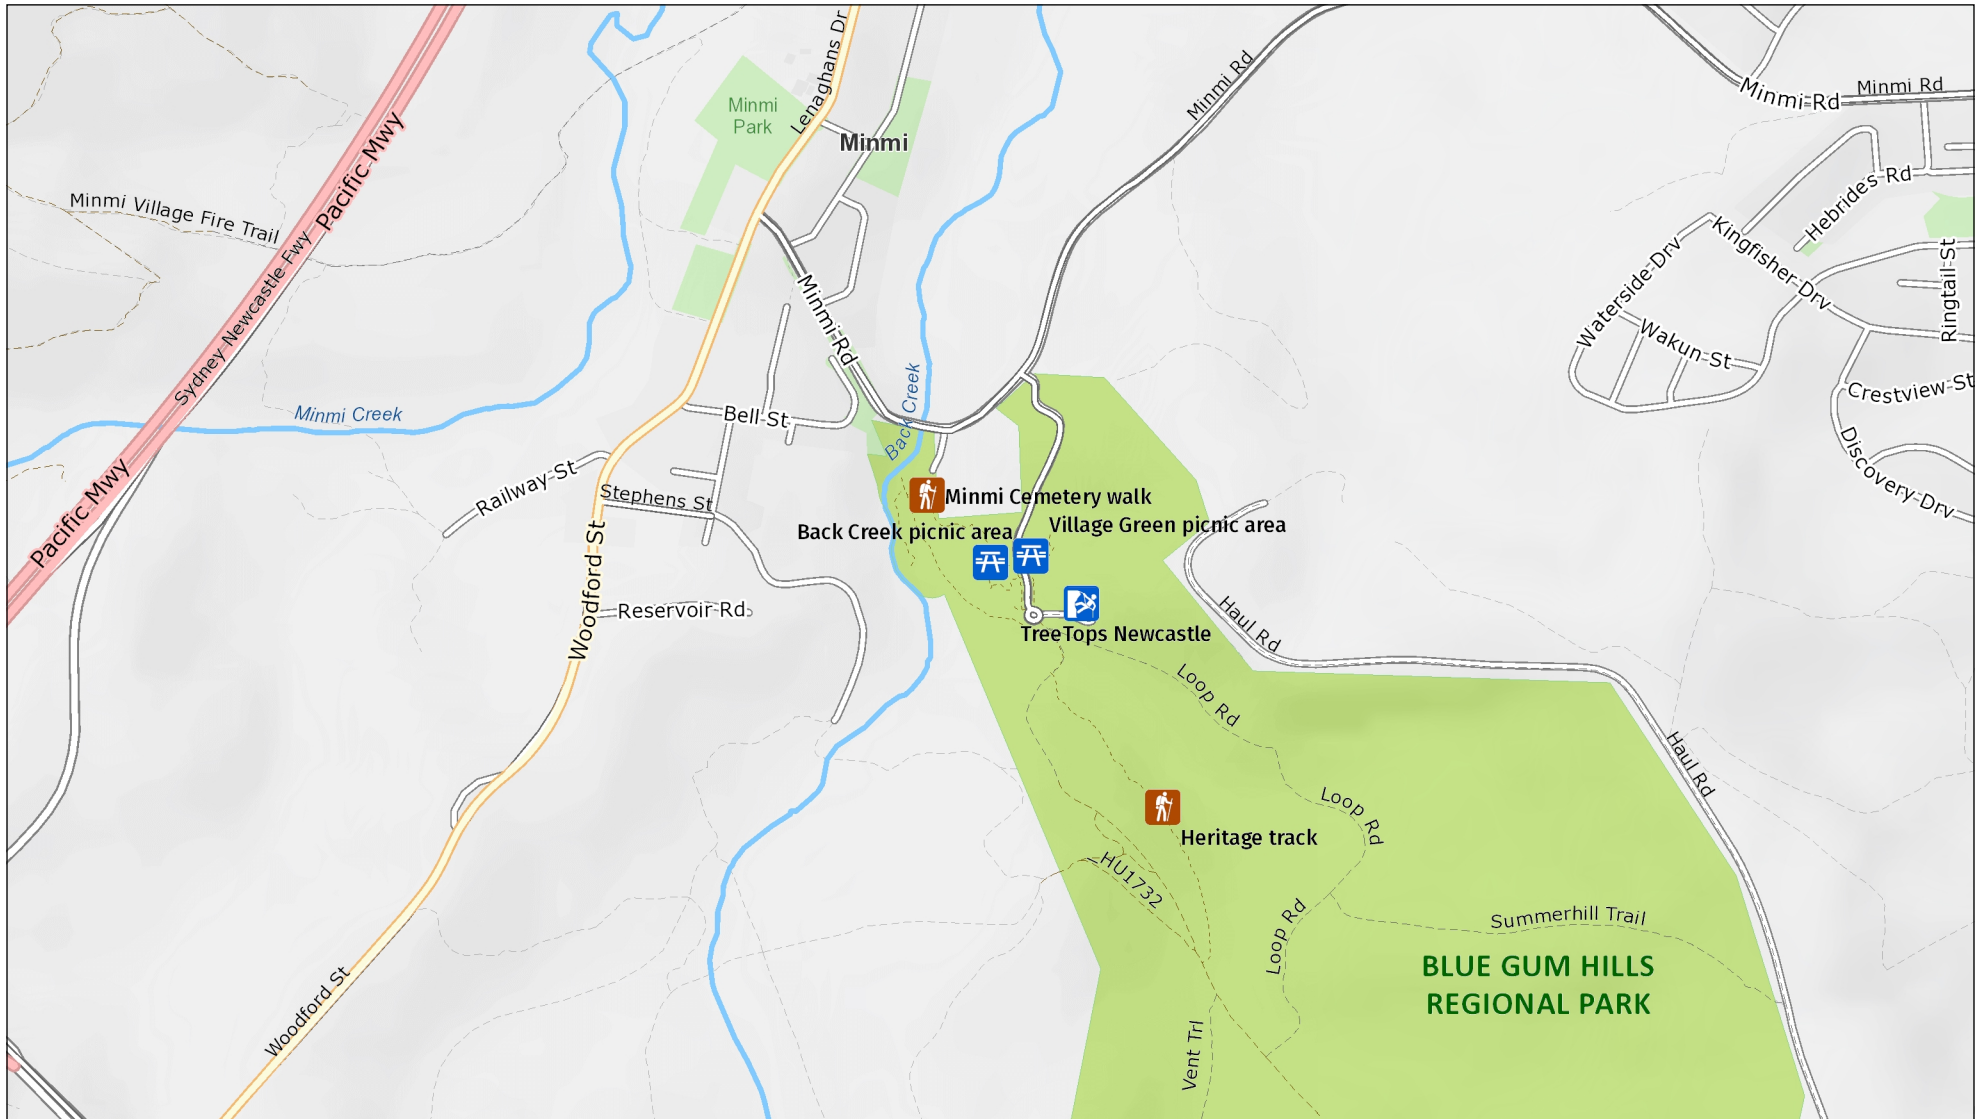 Lenaghans Dr
Minmi
Park
Minmi
Minmi Rd
Minmi Rd
Minmi Rd
Pacific Mwy
Minmi Village Fire Trail
Sydney Newcastle Fwy
Hebrides Rd
Kingfisher Drv
Waterside Drv
Ringtail St
Wakun St
Minmi Rd
Crestview St
Minmi Creek
Bell St
Back Creek
Discovery Drv
Pacific Mwy
Railway St
Stephens St
Minmi Cemetery walk
Back Creek picnic area
Village Green picnic area
Woodford St
Reservoir Rd
Haul Rd
TreeTops Newcastle
Loop Rd
Haul Rd
Loop Rd
Heritage track
HU1732
Loop Rd
Summerhill Trail
BLUE GUM HILLS
REGIONAL PARK
Woodford St
Vent Trl